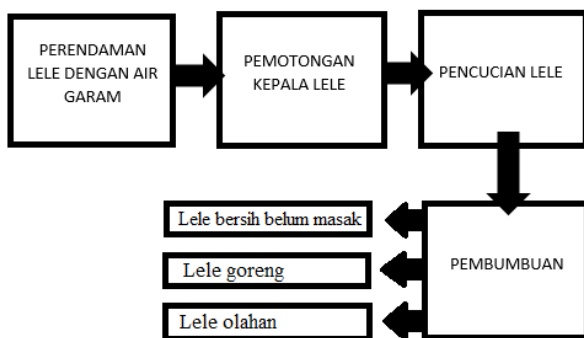 PERENDAMAN
LELE DENGAN AIR
GARAM
PEMOTONGAN
KEPALA LELE
PENCUCIAN LELE
PEMBUMBUAN
Lele bersih belum masak
Lele goreng
Lele olahan